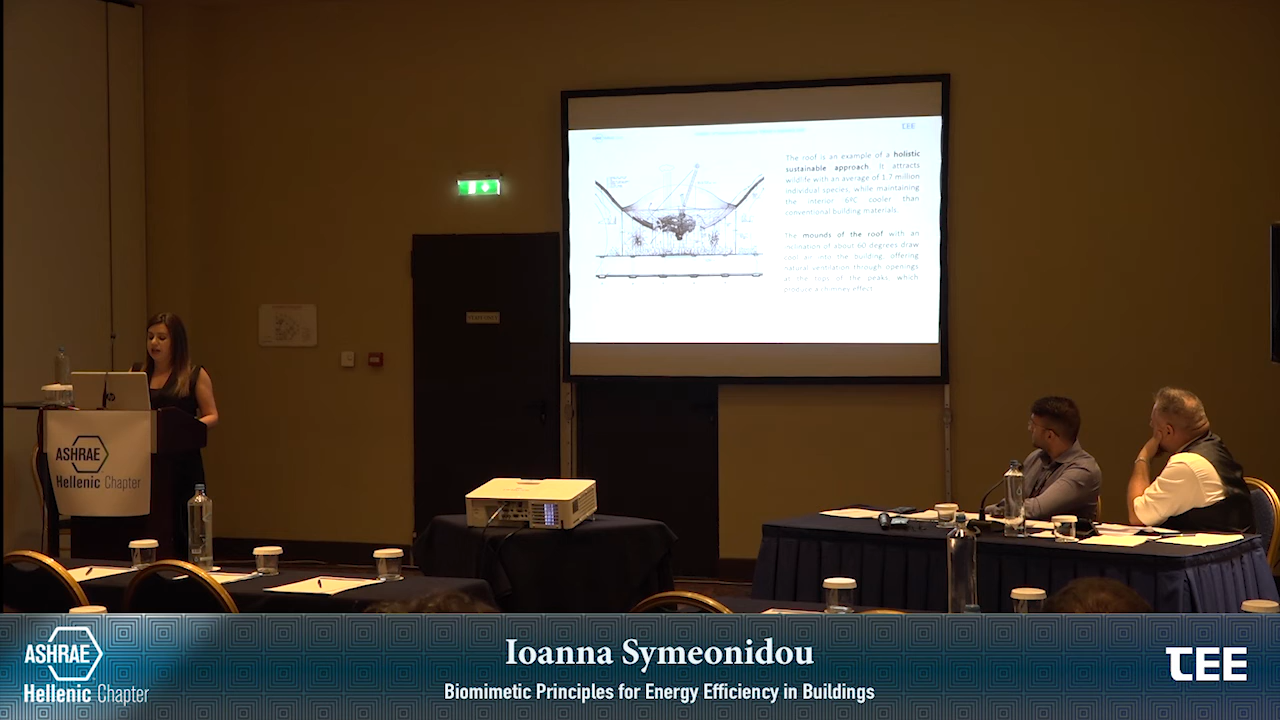 TEE
The roof is an example of a holistic
sustainable approach. It attracts
wildlife with an average of 1.7 million
individual species, while maintaining
the interior 6ºC cooler than
conventional building materials.
The mounds of the roof with an
inclination of about 60 degrees draw
cool air into the building, offering
natural ventilation through openings
at the tops of the peaks, which
produce a chimney effect.
hp
ASHRAE
Hellenic Chapter
ASHRAE
Hellenic Chapter
Ioanna Symeonidou
Biomimetic Principles for Energy Efficiency in Buildings
TEE